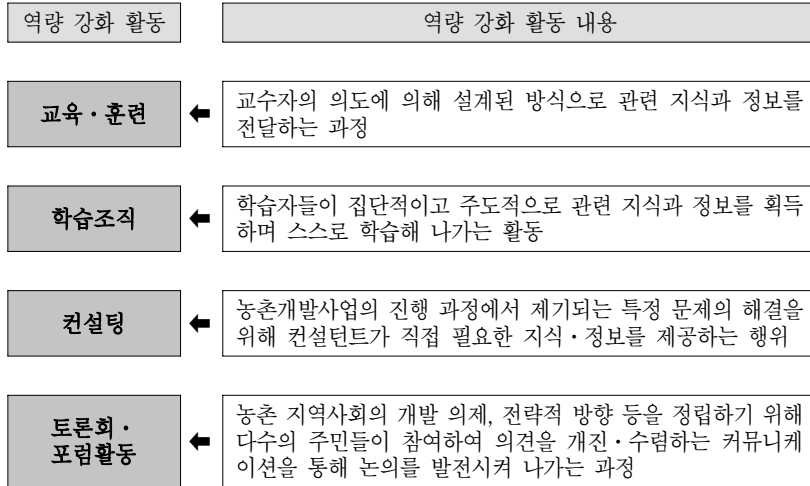 역량 강화 활동
역량 강화 활동 내용
교육・훈련
교수자의 의도에 의해 설계된 방식으로 관련 지식과 정보를
전달하는 과정
학습조직
학습자들이 집단적이고 주도적으로 관련 지식과 정보를 획득
하며 스스로 학습해 나가는 활동
컨설팅
농촌개발사업의 진행 과정에서 제기되는 특정 문제의 해결을
위해 컨설턴트가 직접 필요한 지식・정보를 제공하는 행위
토론회・
포럼활동
농촌 지역사회의 개발 의제, 전략적 방향 등을 정립하기 위해
다수의 주민들이 참여하여 의견을 개진・수렴하는 커뮤니케
이션을 통해 논의를 발전시켜 나가는 과정